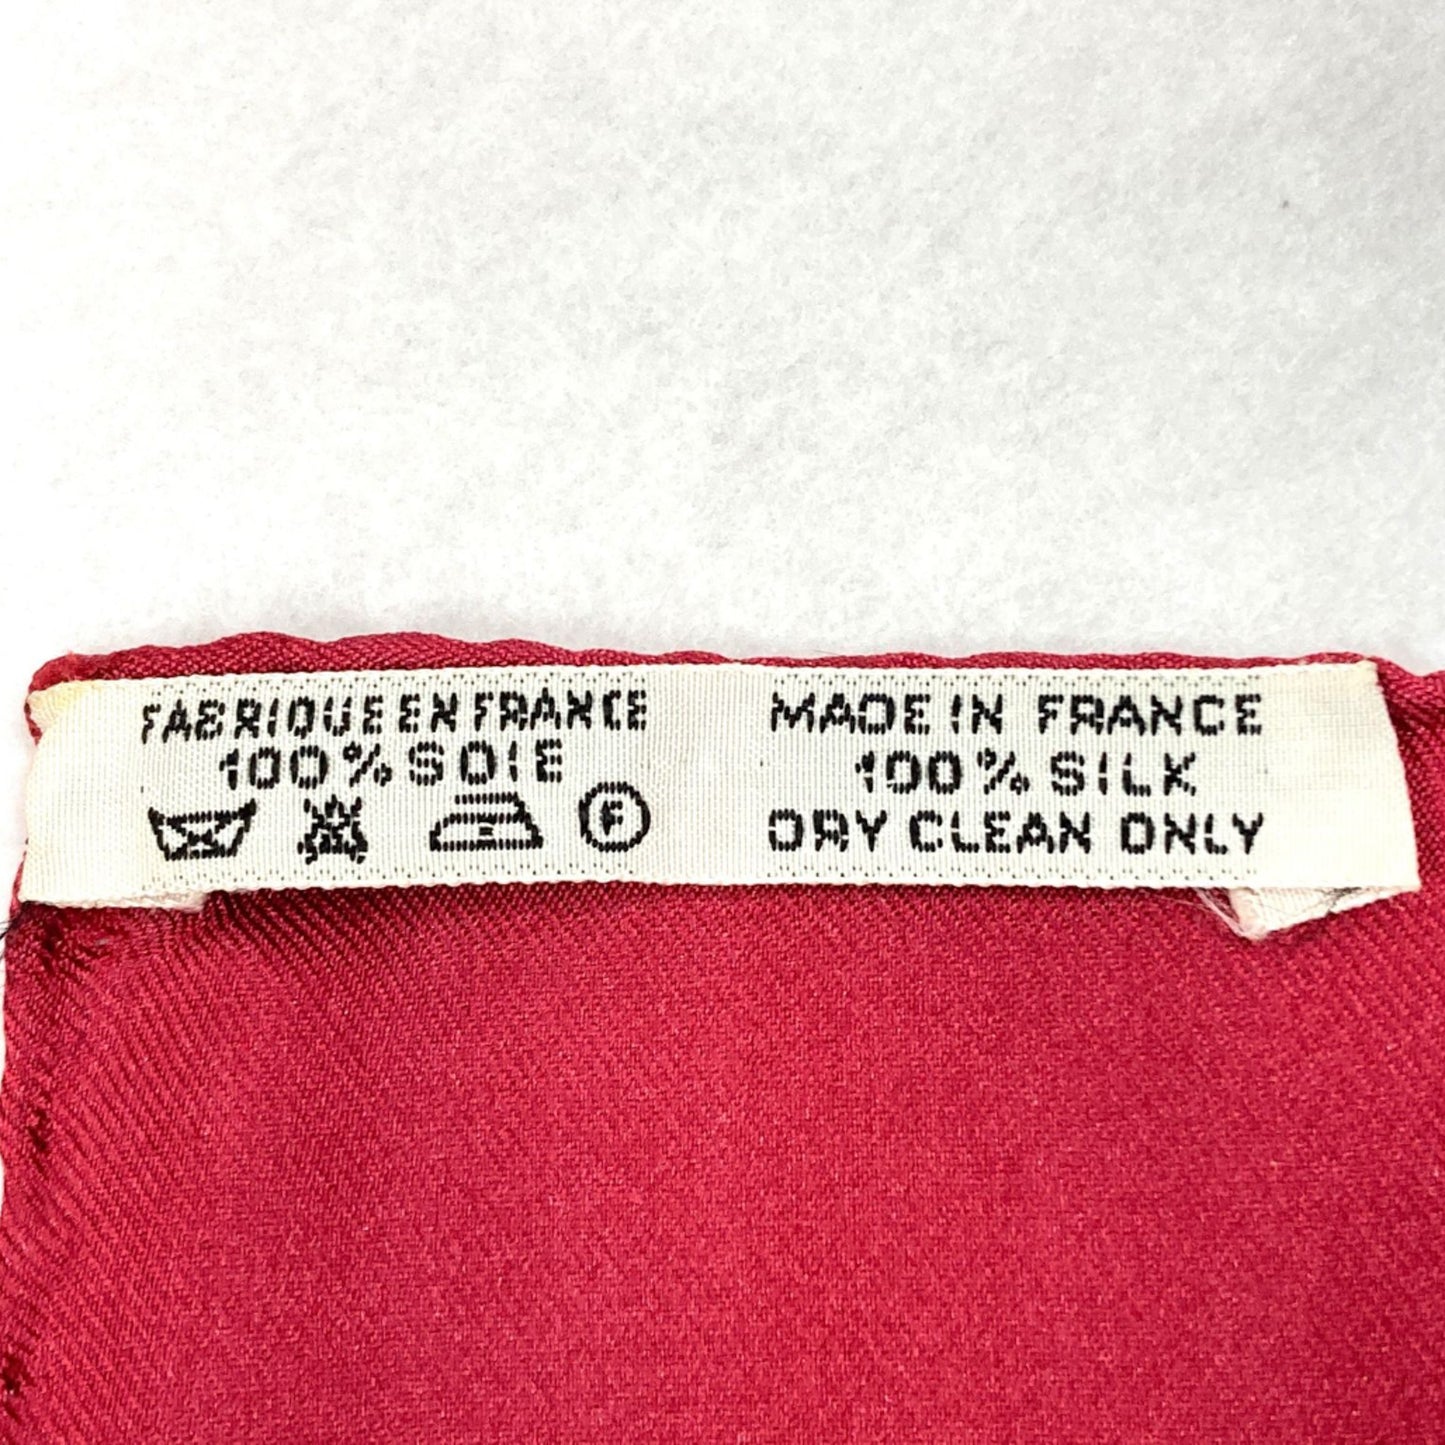 FABRIQUE EN FRANCE
100% SOIE
F
MADE IN FRANCE
100% SILK
DRY CLEAN ONLY